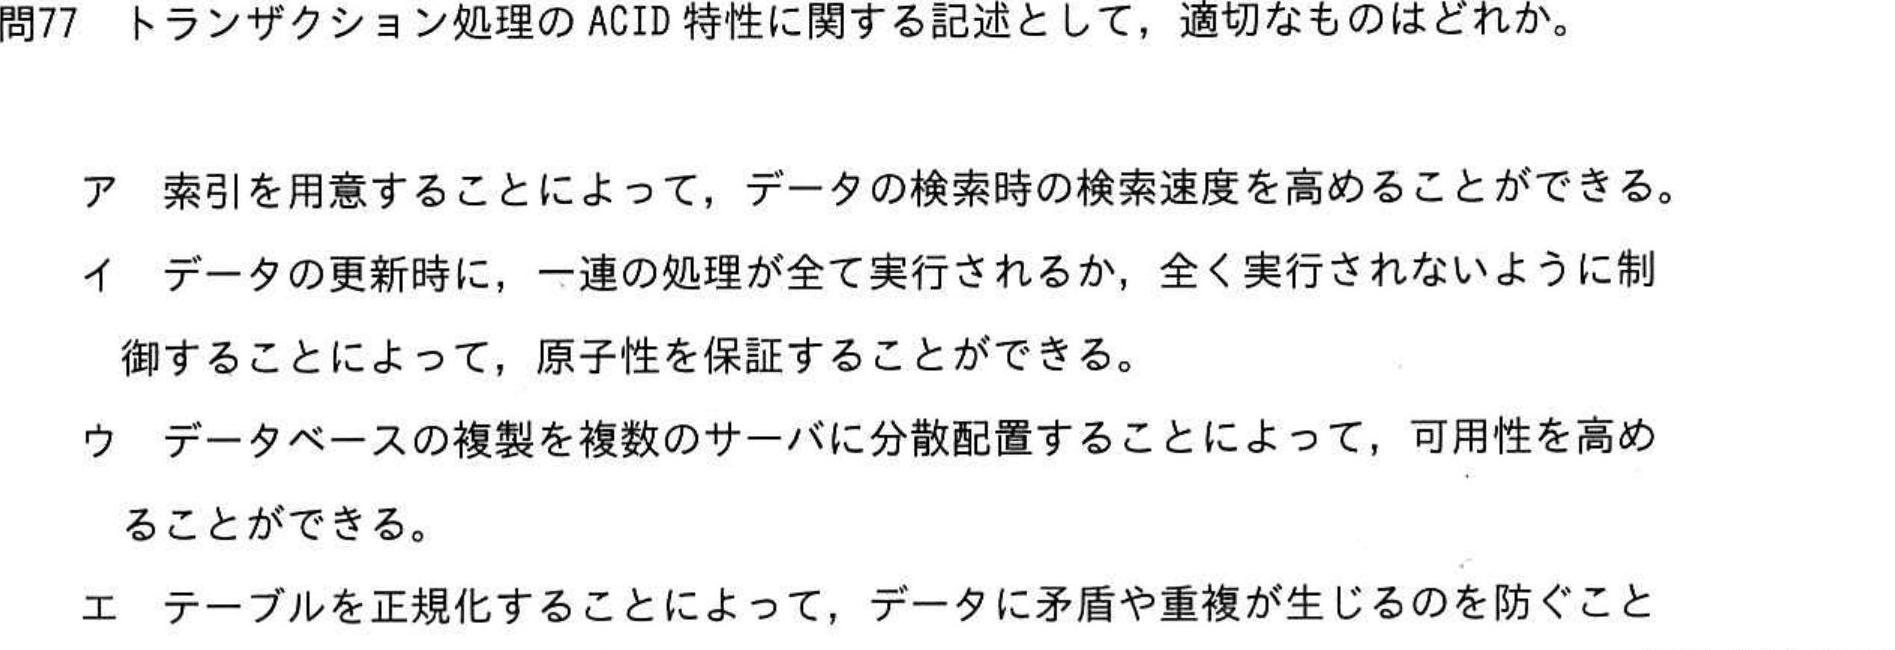 問77 トランザクション処理の ACID 特性に関する記述として，適切なものはどれか。
ア 索引を用意することによって，データの検索時の検索速度を高めることができる。
イ データの更新時に，一連の処理が全て実行されるか，全く実行されないように制
御することによって，原子性を保証することができる。
ウ データベースの複製を複数のサーバに分散配置することによって，可用性を高め
ることができる。
エ テーブルを正規化することによって，データに矛盾や重複が生じるのを防ぐこと